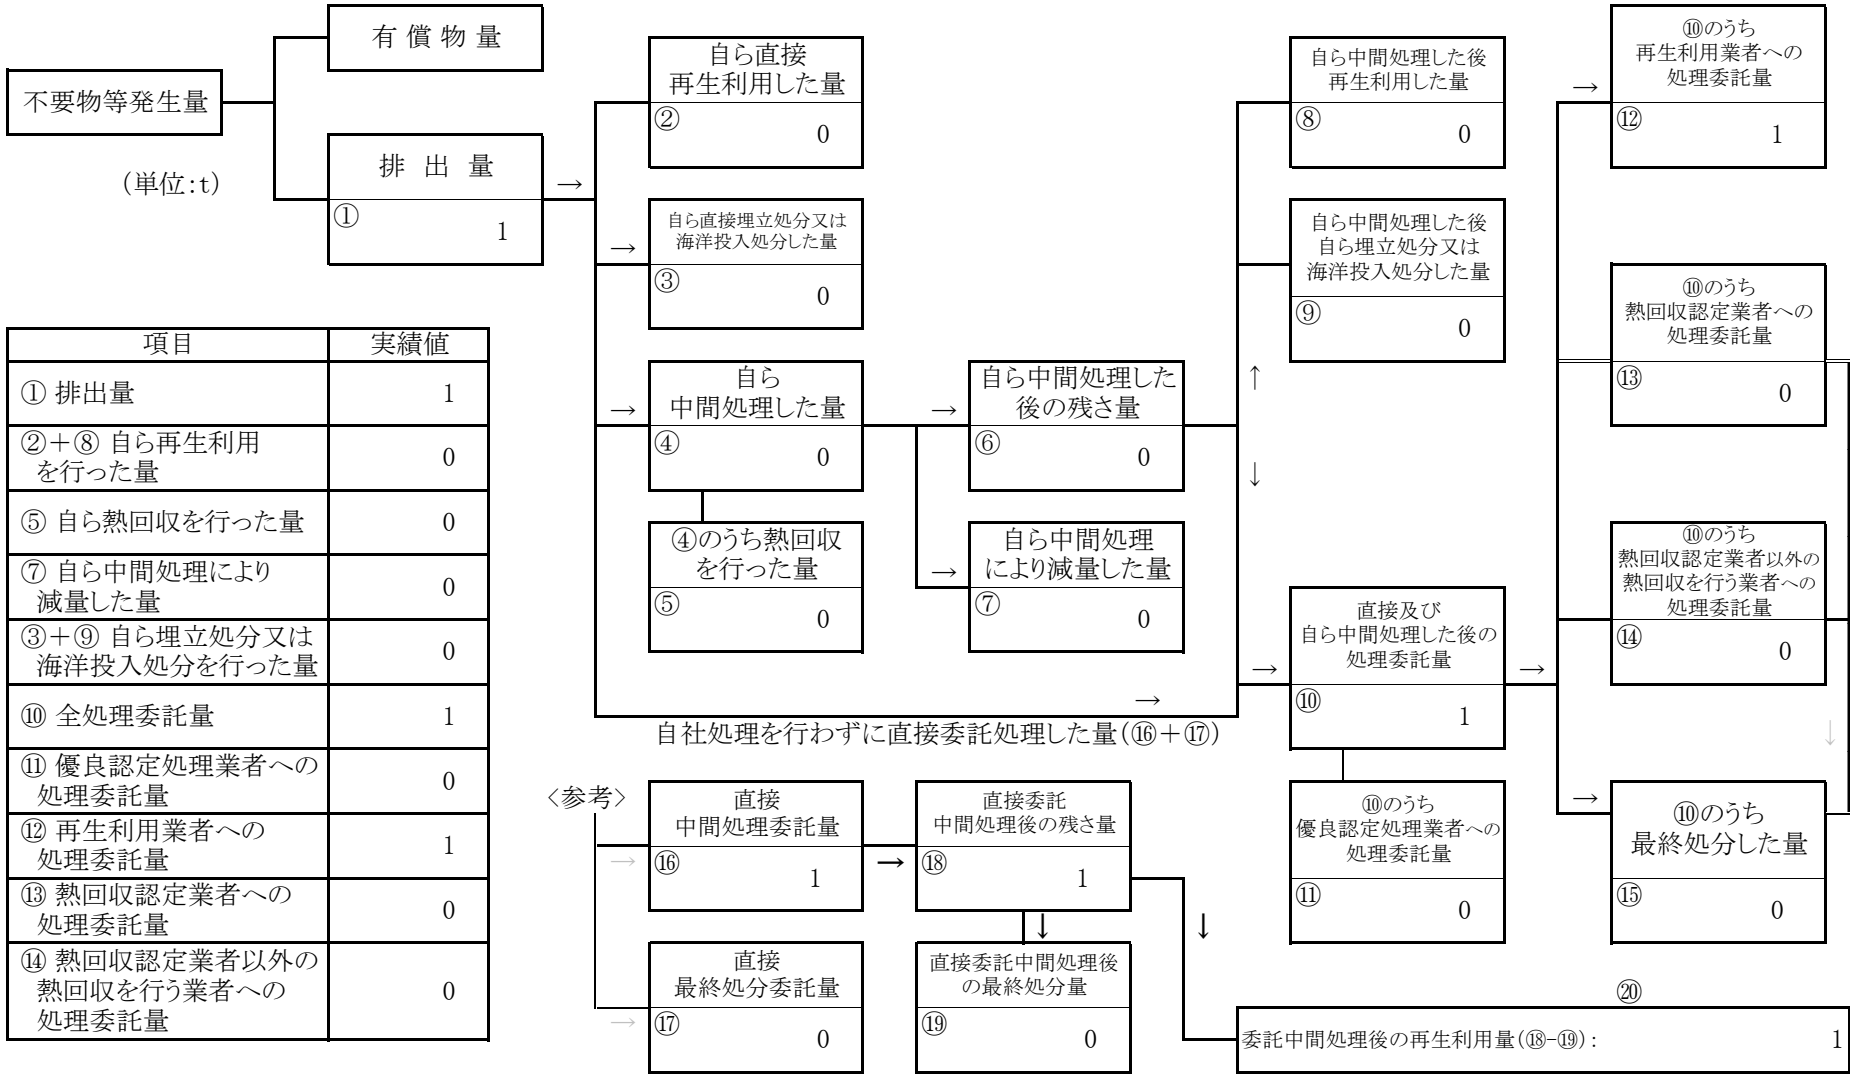 有 償 物 量
不要物等発生量
(単位:t)
排 出 量
①
1
→
自ら直接
再生利用した量
②
0
→
自ら直接埋立処分又は
海洋投入処分した量
③
0
→
自ら
中間処理した量
④
0
④のうち熱回収
を行った量
⑤
0
→
自ら中間処理した
後の残さ量
⑥
0
→
自ら中間処理
により減量した量
⑦
0
自ら中間処理した後
再生利用した量
⑧
0
自ら中間処理した後
自ら埋立処分又は
海洋投入処分した量
⑨
0
↑
↓
→
自社処理を行わずに直接委託処理した量(⑯+⑰)
→
直接及び
自ら中間処理した後の
処理委託量
⑩
1
⑩のうち
優良認定処理業者への
処理委託量
⑪
0
→
→
⑩のうち
再生利用業者への
処理委託量
⑫
1
⑩のうち
熱回収認定業者への
処理委託量
⑬
0
⑩のうち
熱回収認定業者以外の
熱回収を行う業者への
処理委託量
⑭
0
↓
→
⑩のうち
最終処分した量
⑮
0
項目 実績値
① 排出量 1
②+⑧ 自ら再生利用
を行った量 0
⑤ 自ら熱回収を行った量 0
⑦ 自ら中間処理により
減量した量 0
③+⑨ 自ら埋立処分又は
海洋投入処分を行った量 0
⑩ 全処理委託量 1
⑪ 優良認定処理業者への
処理委託量 0
⑫ 再生利用業者への
処理委託量 1
⑬ 熱回収認定業者への
処理委託量 0
⑭ 熱回収認定業者以外の
熱回収を行う業者への
処理委託量 0
<参考>
→
直接
中間処理委託量
⑯
1
→
直接委託
中間処理後の残さ量
⑱
1
↓
↓
→
直接
最終処分委託量
⑰
0
直接委託中間処理後
の最終処分量
⑲
0
⑳
委託中間処理後の再生利用量(⑱-⑲): 1